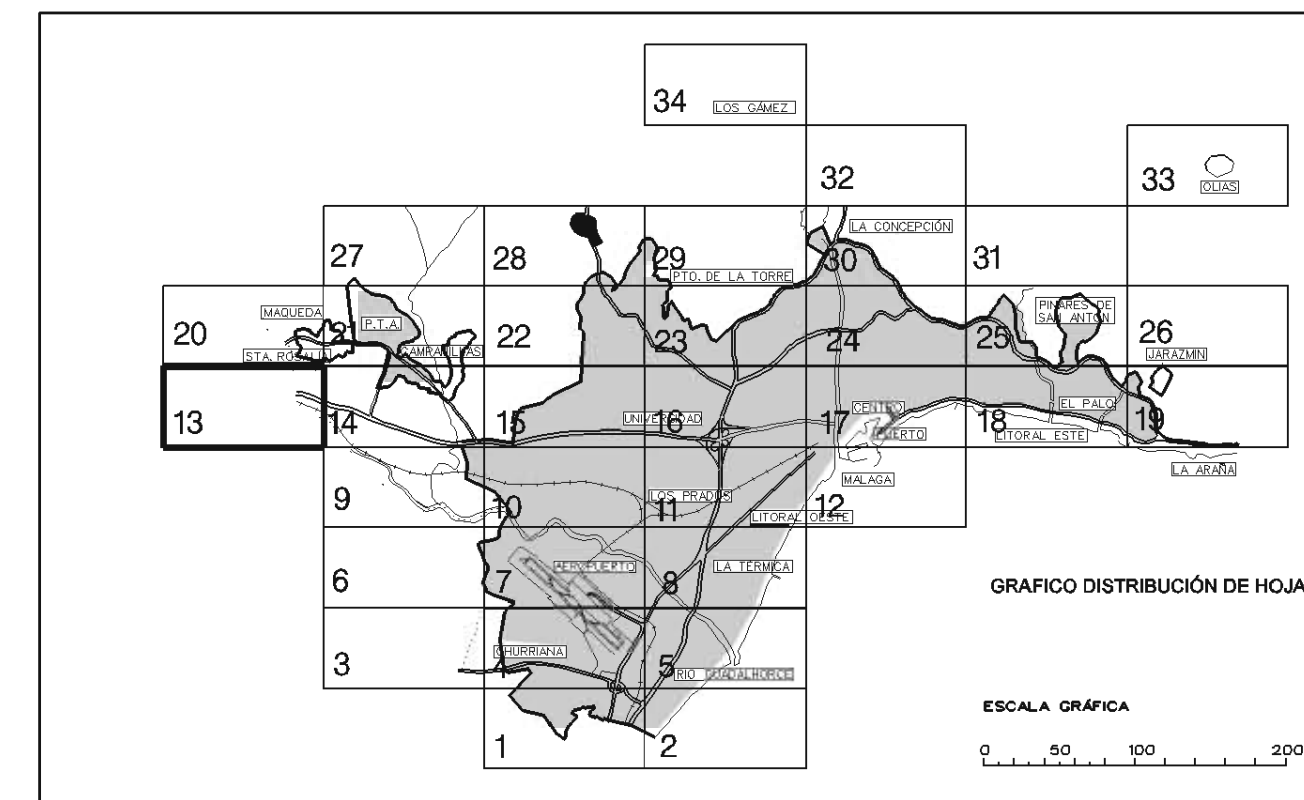 34 LOS GÁMEZ
32
33
OLIAS
LA CONCEPCIÓN
27 28 29 30 31
PTO. DE LA TORRE
MAQUEDA
P.T.A.
PINARES DE
SAN ANTÓN
20 22 23 24 25 26
STA. ROSALÍA
CAMPANILLAS
JARAZMIN
13 14 15 16 17 18 19
UNIVERSIDAD
CENTRO
EL PALO
PUERTO
LITORAL ESTE
LA ARAÑA
MALAGA
9 10 11 12
LOS PRADOS
LITORAL OESTE
6 7 8
AEROPUERTO
LA TÉRMICA
GRAFICO DISTRIBUCIÓN DE HOJA
3 5
CHURRIANA
RIO GUADALHORCE
1 2
ESCALA GRÁFICA
0 50 100 200